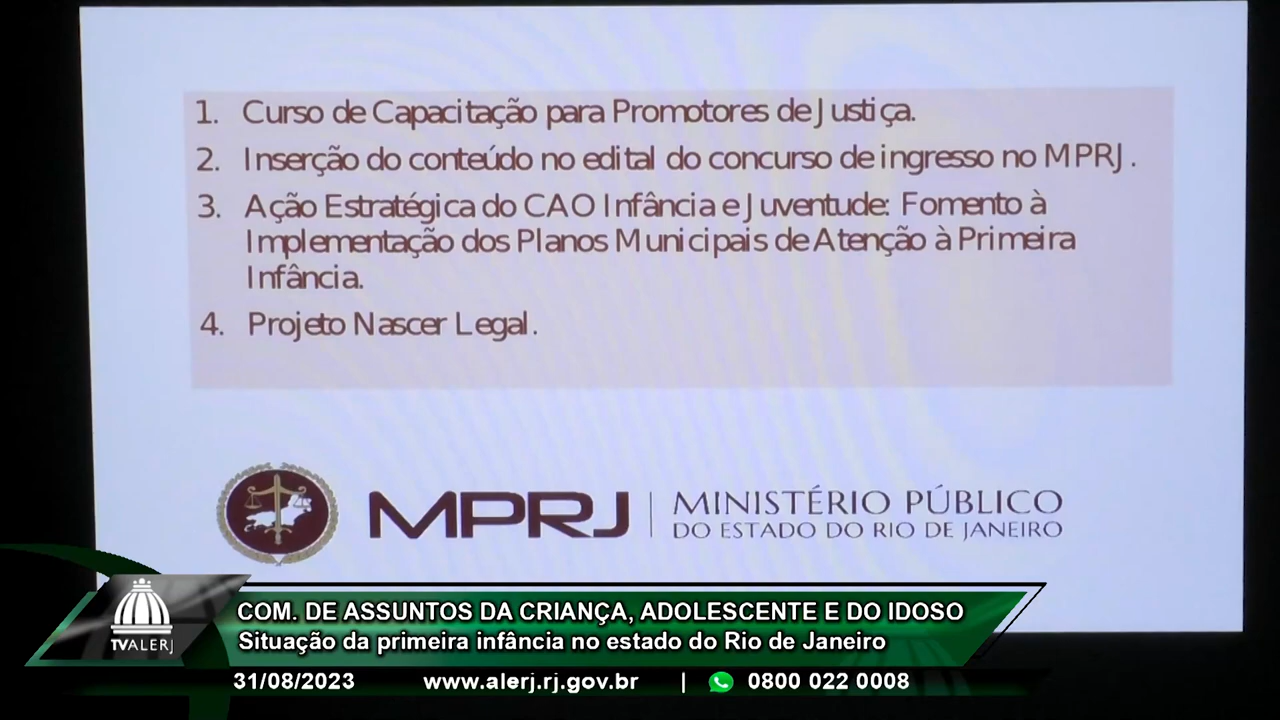 1. Curso de Capacitação para Promotores de Justiça.
2. Inserção do conteúdo no edital do concurso de ingresso no MPRJ.
3. Ação Estratégica do CAO Infância e Juventude: Fomento à
Implementação dos Planos Municipais de Atenção à Primeira
Infância.
4. Projeto Nascer Legal.
MPRJ | MINISTÉRIO PÚBLICO
DO ESTADO DO RIO DE JANEIRO
COM. DE ASSUNTOS DA CRIANÇA, ADOLESCENTE E DO IDOSO
Situação da primeira infância no estado do Rio de Janeiro
TVALERJ
31/08/2023 www.alerj.rj.gov.br | 0800 022 0008